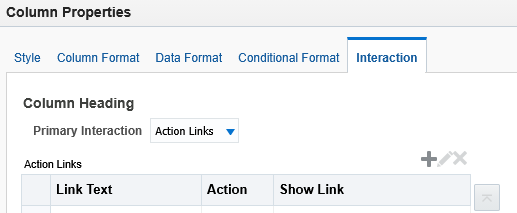 Column Properties
Style Column Format Data Format Conditional Format Interaction
Column Heading
Primary Interaction Action Links
Action Links
Link Text Action Show Link